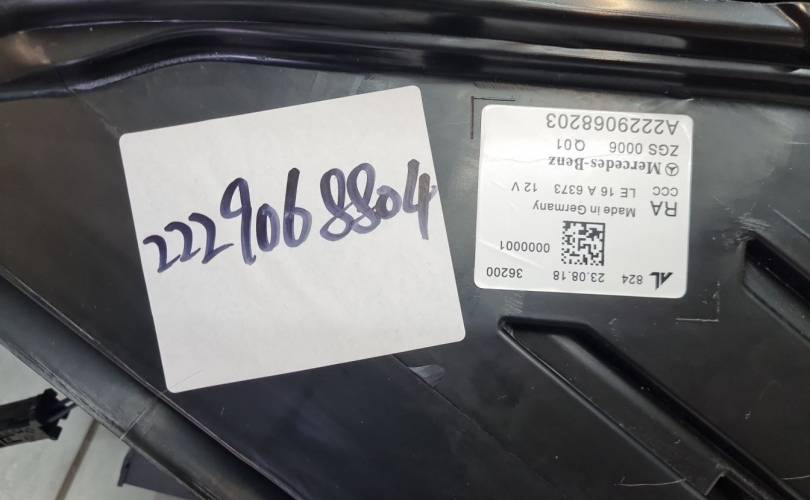 2229068804
A2229068203
ZGS 0006 Q01
Mercedes-Benz
CCC LE 16 A 6373 12 V
RA Made in Germany
0000001
AL 824 23.08.18 36200